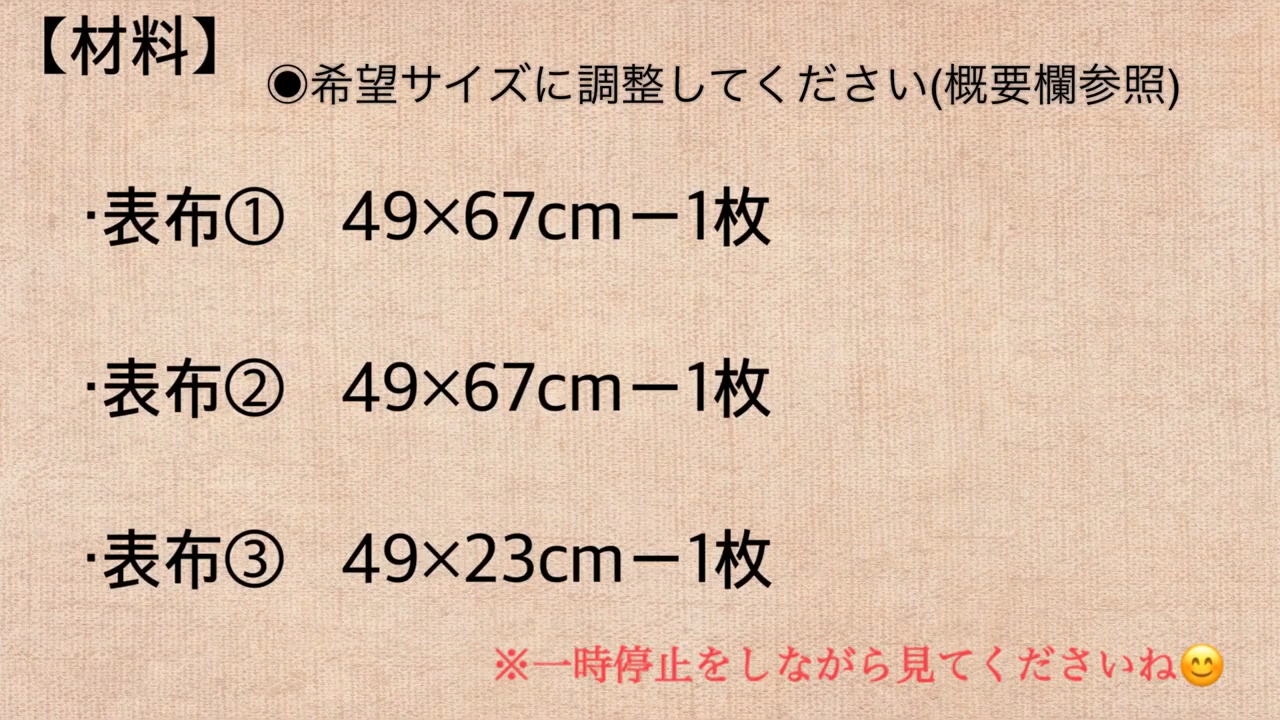 【材料】
◉希望サイズに調整してください(概要欄参照)
·表布①　49×67cmー1枚
·表布②　49×67cmー1枚
·表布③　49×23cmー1枚
※一時停止をしながら見てくださいね😊